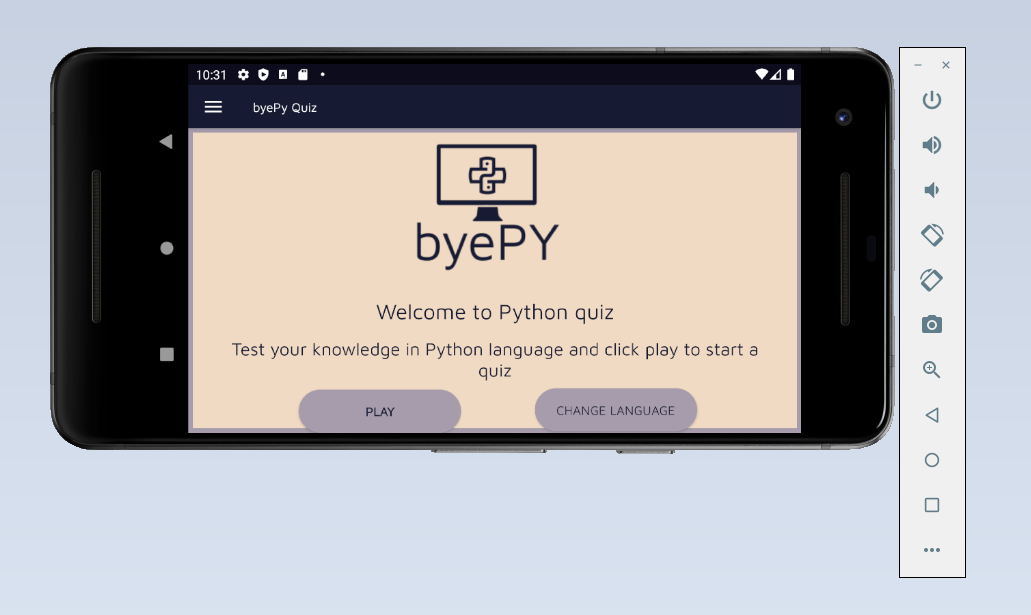 10:31
byePy Quiz
byePY
Welcome to Python quiz
Test your knowledge in Python language and click play to start a
quiz
PLAY
CHANGE LANGUAGE